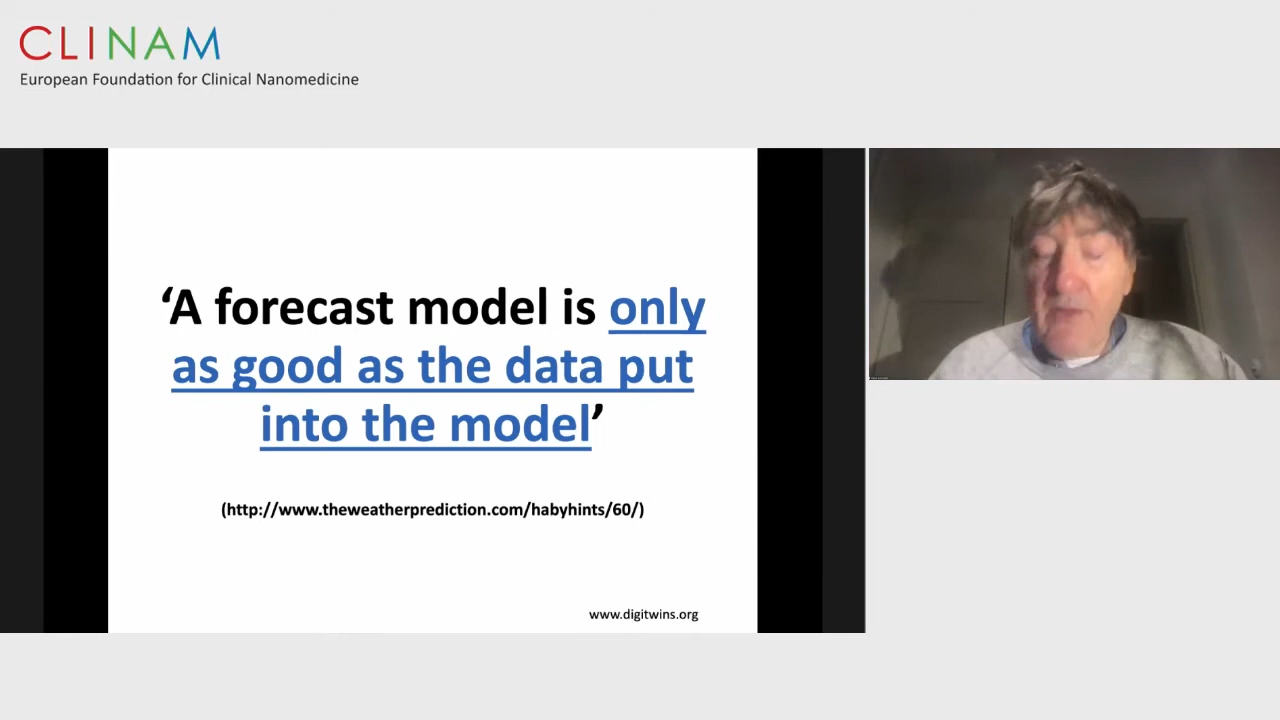 CLINAM
European Foundation for Clinical Nanomedicine
‘A forecast model is only
as good as the data put
into the model’
(http://www.theweatherprediction.com/habyhints/60/)
www.digitwins.org